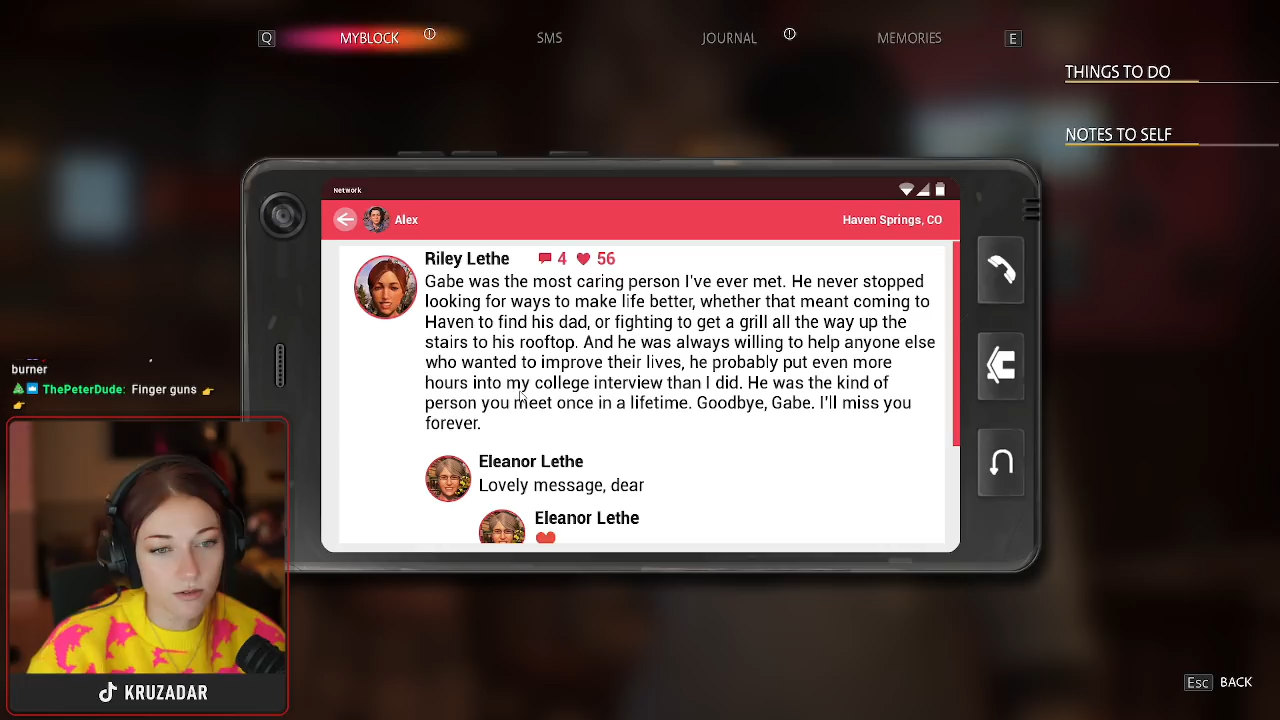 Q
MYBLOCK
SMS
JOURNAL
MEMORIES
E
THINGS TO DO
NOTES TO SELF
Network
Alex
Haven Springs, CO
Riley Lethe 4 56
Gabe was the most caring person I've ever met. He never stopped
looking for ways to make life better, whether that meant coming to
Haven to find his dad, or fighting to get a grill all the way up the
stairs to his rooftop. And he was always willing to help anyone else
who wanted to improve their lives, he probably put even more
hours into my college interview than I did. He was the kind of
person you meet once in a lifetime. Goodbye, Gabe. I'll miss you
forever.
Eleanor Lethe
Lovely message, dear
Eleanor Lethe
burner
ThePeterDude: Finger guns
KRUZADAR
Esc BACK